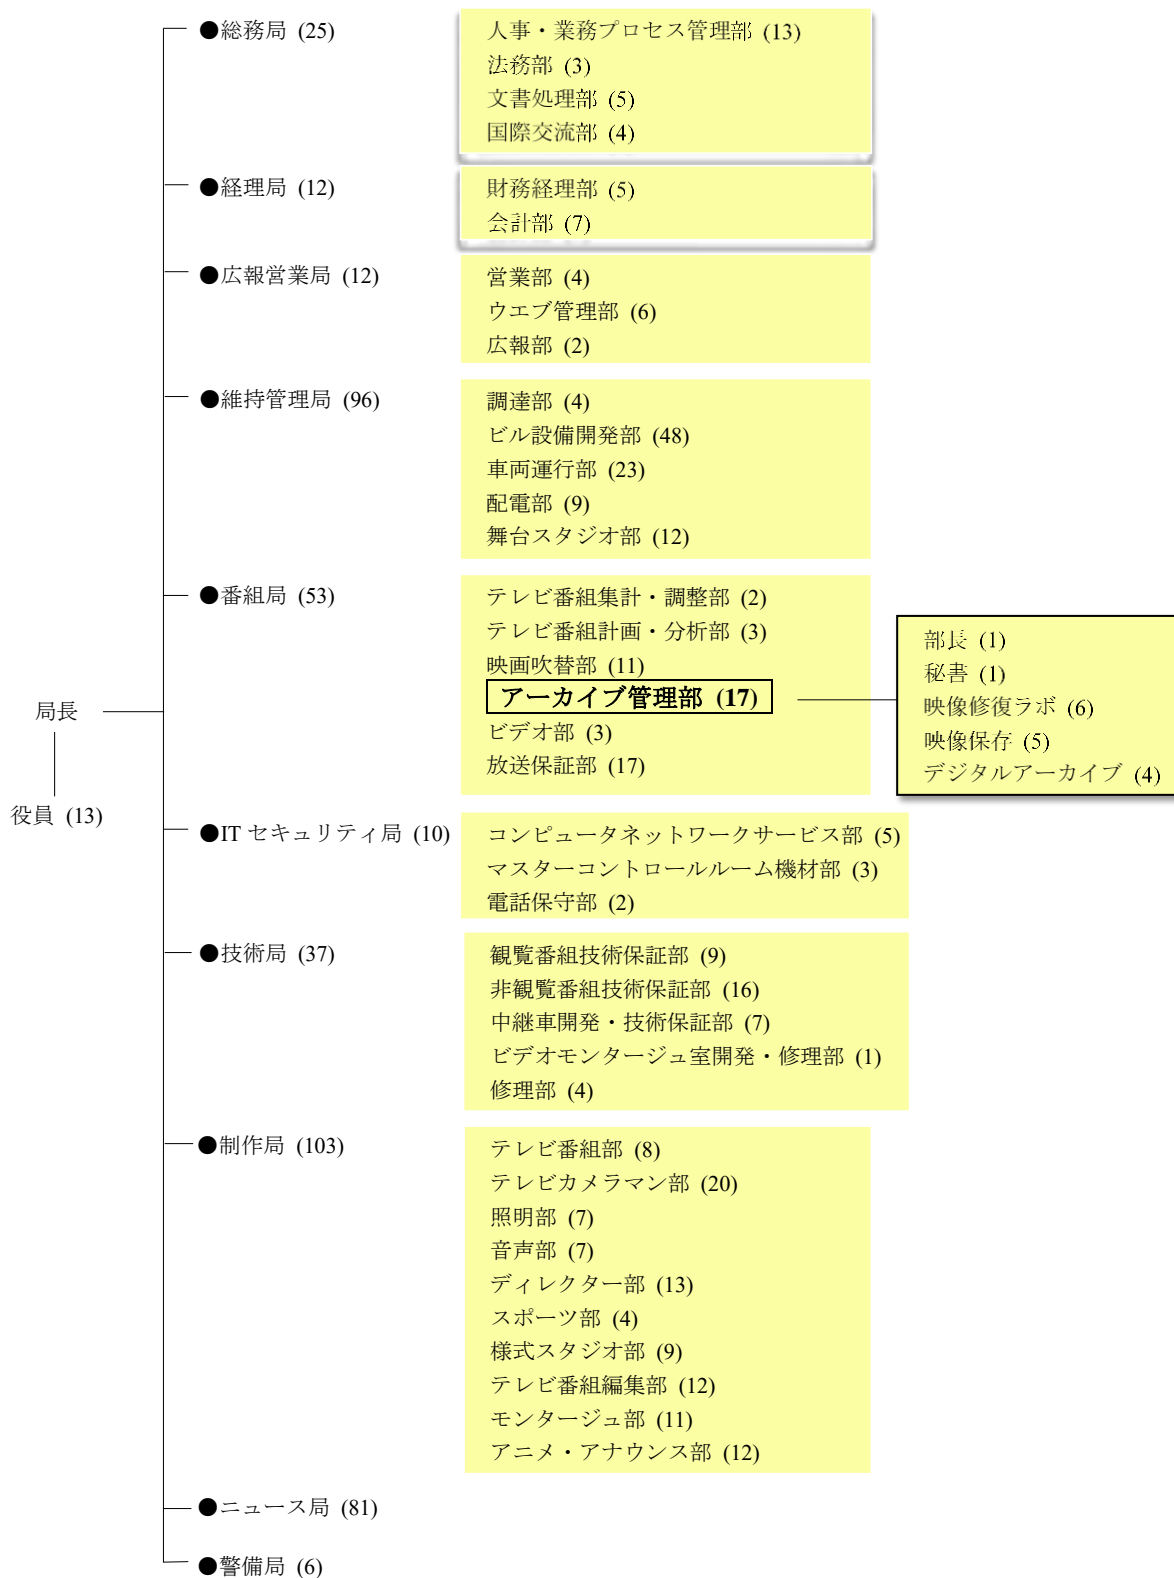 ●総務局 (25)
人事・業務プロセス管理部 (13)
法務部 (3)
文書処理部 (5)
国際交流部 (4)
●経理局 (12)
財務経理部 (5)
会計部 (7)
●広報営業局 (12)
営業部 (4)
ウエブ管理部 (6)
広報部 (2)
●維持管理局 (96)
調達部 (4)
ビル設備開発部 (48)
車両運行部 (23)
配電部 (9)
舞台スタジオ部 (12)
●番組局 (53)
テレビ番組集計・調整部 (2)
テレビ番組計画・分析部 (3)
映画吹替部 (11)
アーカイブ管理部 (17)
ビデオ部 (3)
放送保証部 (17)
部長 (1)
秘書 (1)
映像修復ラボ (6)
映像保存 (5)
デジタルアーカイブ (4)
局長
役員 (13)
●IT セキュリティ局 (10)
コンピュータネットワークサービス部 (5)
マスターコントロールルーム機材部 (3)
電話保守部 (2)
●技術局 (37)
観覧番組技術保証部 (9)
非観覧番組技術保証部 (16)
中継車開発・技術保証部 (7)
ビデオモンタージュ室開発・修理部 (1)
修理部 (4)
●制作局 (103)
テレビ番組部 (8)
テレビカメラマン部 (20)
照明部 (7)
音声部 (7)
ディレクター部 (13)
スポーツ部 (4)
様式スタジオ部 (9)
テレビ番組編集部 (12)
モンタージュ部 (11)
アニメ・アナウンス部 (12)
●ニュース局 (81)
●警備局 (6)